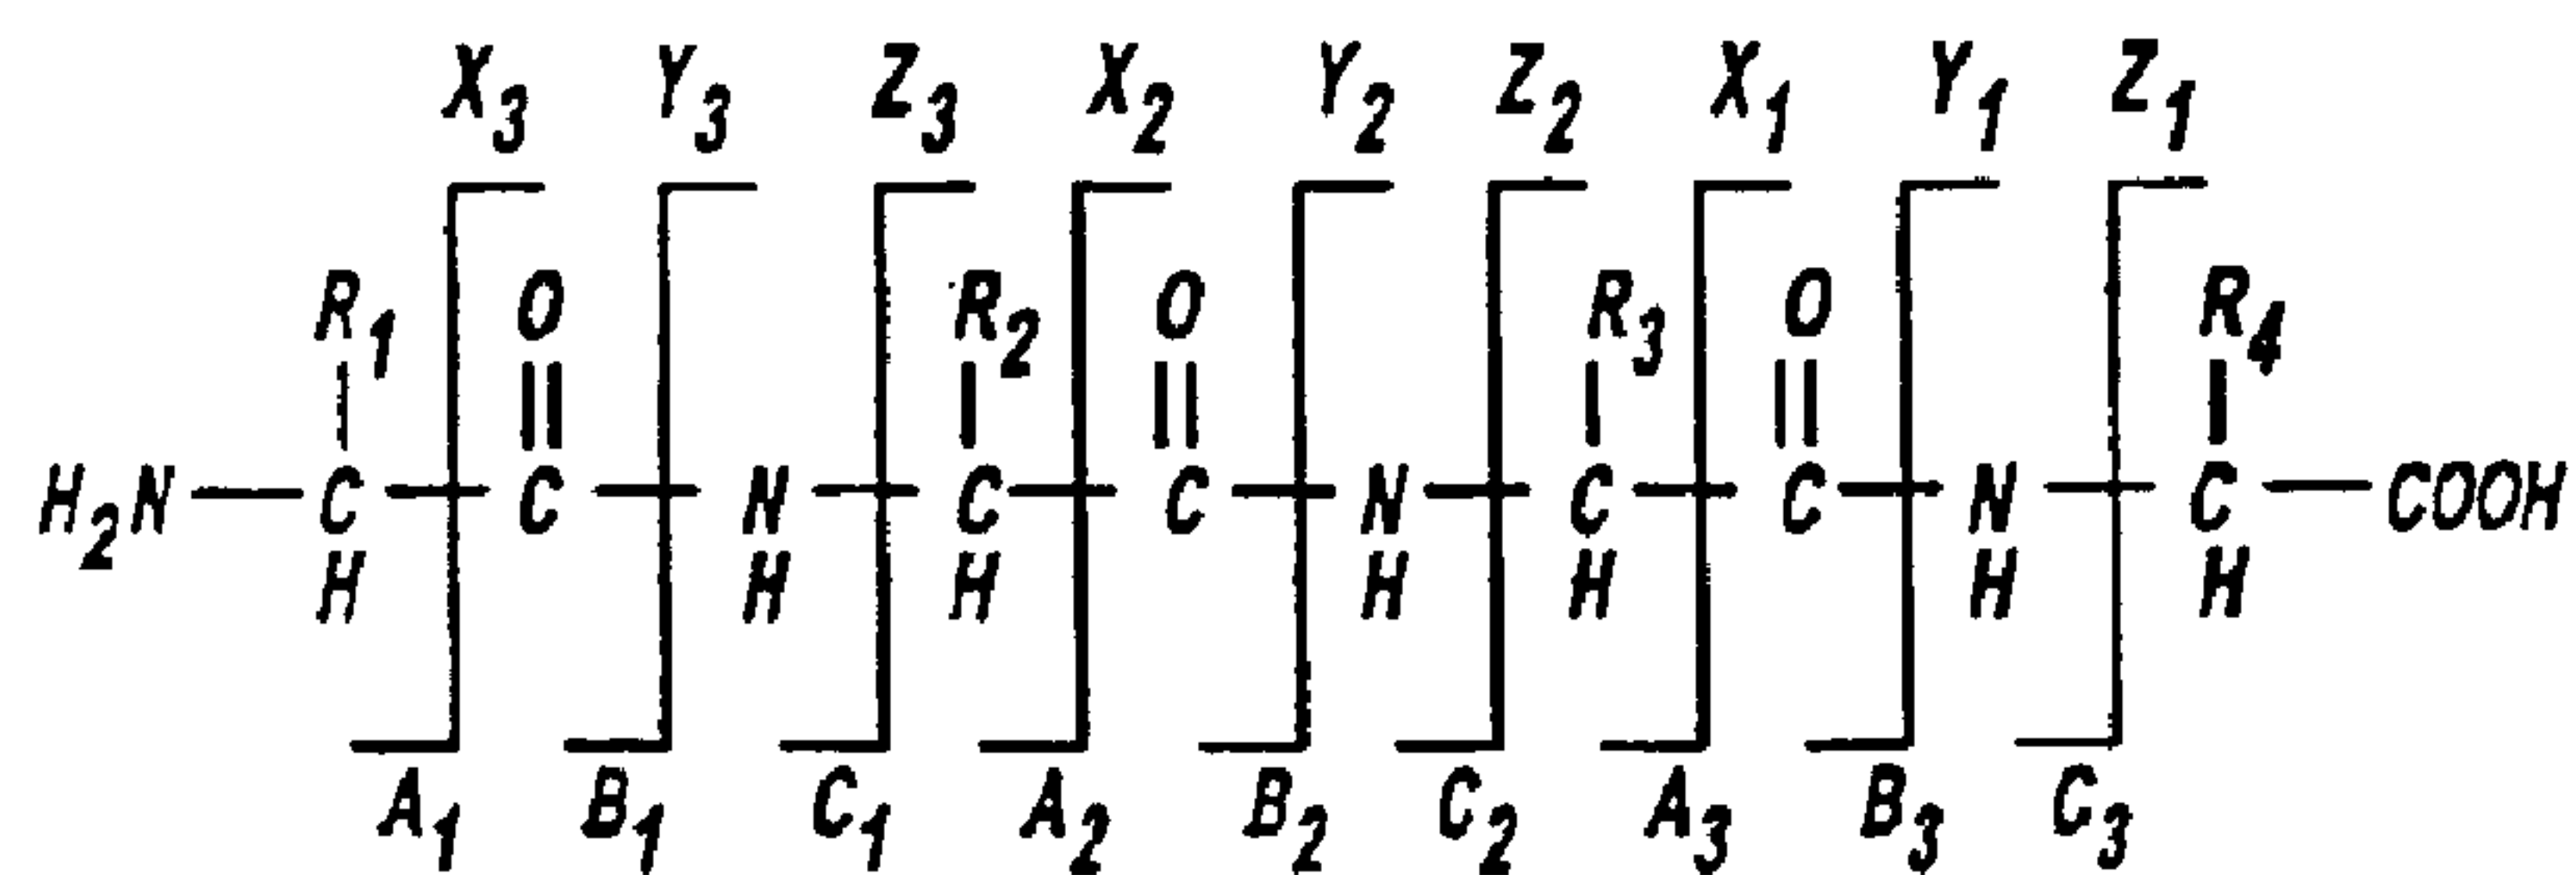 X₃ Y₃ Z₃ X₂ Y₂ Z₂ X₁ Y₁ Z₁
R₁ O R₂ O R₃ O R₄
H₂N C C N C C N C C N C COOH
H H H H H H H
A₁ B₁ C₁ A₂ B₂ C₂ A₃ B₃ C₃